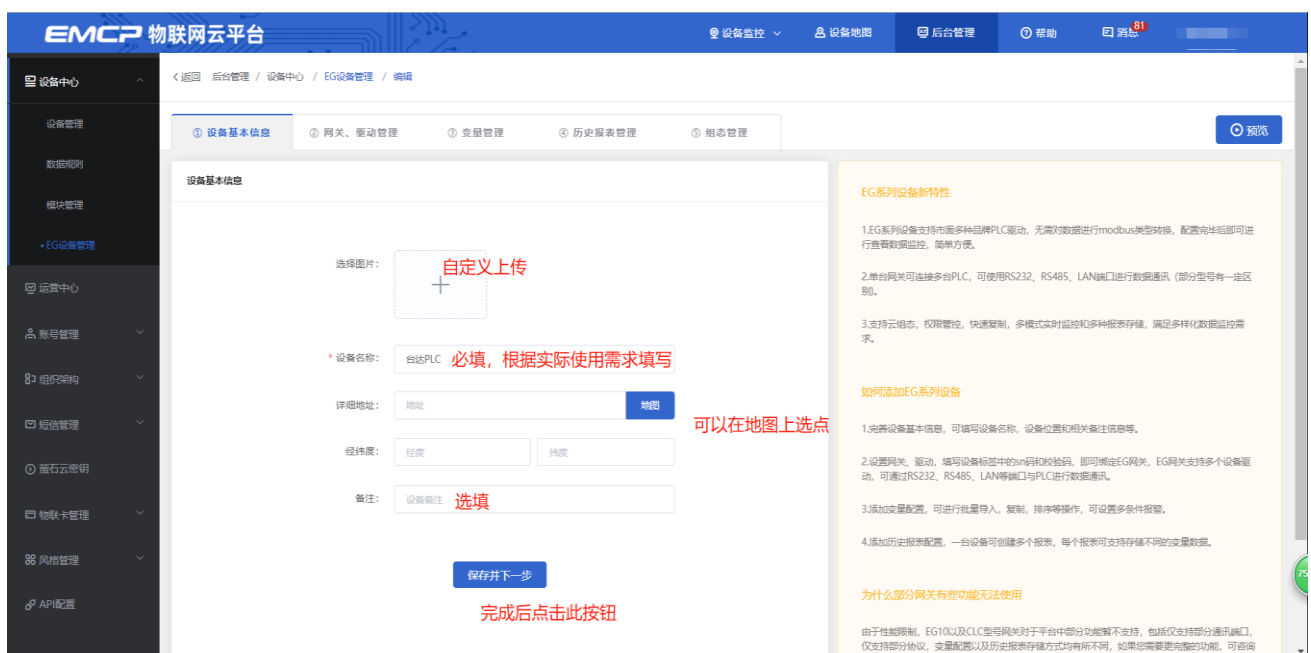 EMCP 物联网云平台
设备监控
设备地图
后台管理
帮助
消息
81
设备中心
设备管理
数据规则
模块管理
• EG设备管理
运营中心
账号管理
组织架构
短信管理
萤石云密钥
物联卡管理
风格管理
API配置
返回 后台管理 / 设备中心 / EG设备管理 / 编辑
① 设备基本信息
② 网关、驱动管理
③ 变量管理
④ 历史报表管理
⑤ 组态管理
预览
设备基本信息
选择图片：
自定义上传
* 设备名称：
台达PLC
必填，根据实际使用需求填写
详细地址：
地址
地图
可以在地图上选点
经纬度：
经度
纬度
备注：
设备备注
选填
保存并下一步
完成后点击此按钮
EG系列设备新特性
1.EG系列设备支持市面多种品牌PLC驱动，无需对数据进行modbus类型转换，配置完毕后即可进
行查看数据监控，简单方便。
2.单台网关可连接多台PLC，可使用RS232、RS485、LAN端口进行数据通讯（部分型号有一定区
别)。
3.支持云组态，权限管控，快速复制，多模式实时监控和多种报表存储，满足多样化数据监控需
求。
如何添加EG系列设备
1.完善设备基本信息，可填写设备名称，设备位置和相关备注信息等。
2.设置网关、驱动，填写设备标签中的sn码和校验码，即可绑定EG网关，EG网关支持多个设备驱
动，可通过RS232、RS485、LAN等端口与PLC进行数据通讯。
3.添加变量配置，可进行批量导入，复制，排序等操作，可设置多条件报警。
4.添加历史报表配置，一台设备可创建多个报表，每个报表可支持存储不同的变量数据。
为什么部分网关有些功能无法使用
由于性能限制，EG10以及CLC型号网关对于平台中部分功能暂不支持，包括仅支持部分通讯端口，
仅支持部分协议，变量配置以及历史报表存储方式均有所不同，如果您需要更完整的功能，可咨询
75